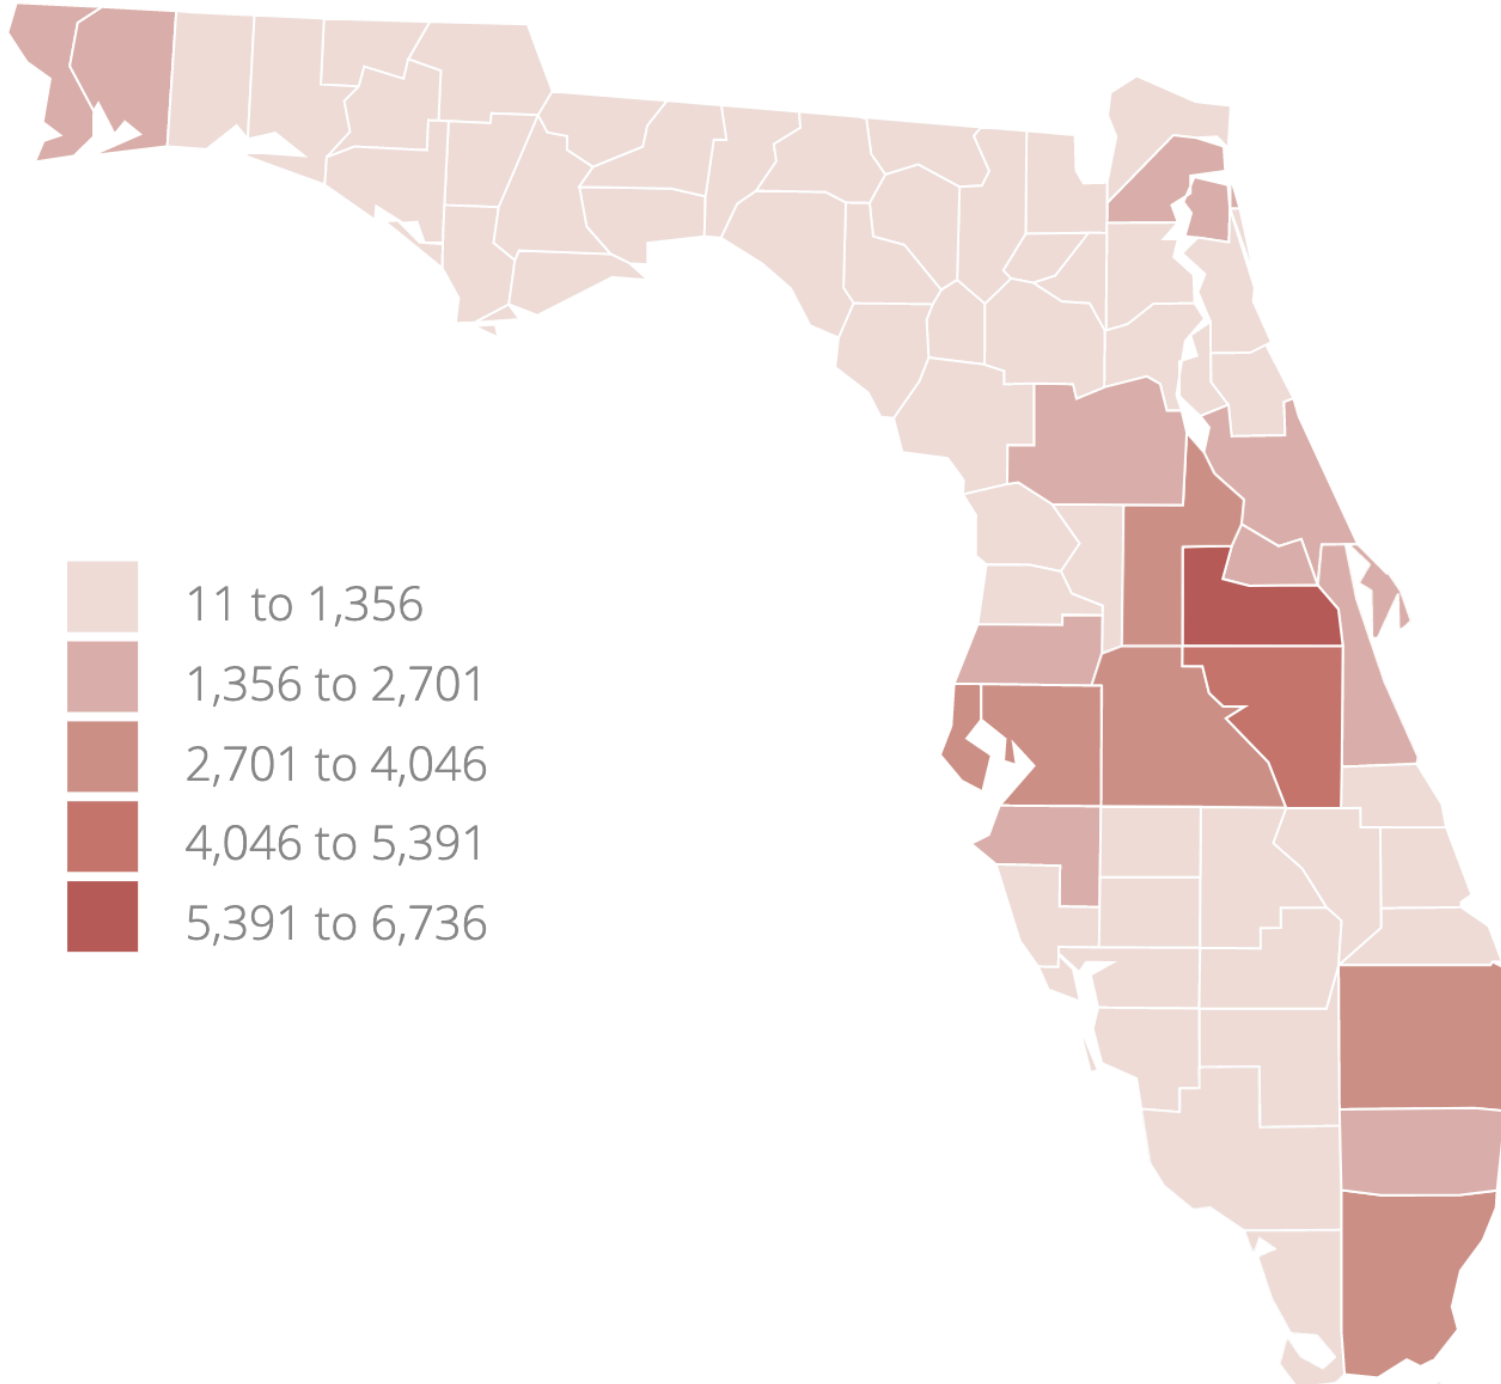 11 to 1,356
1,356 to 2,701
2,701 to 4,046
4,046 to 5,391
5,391 to 6,736